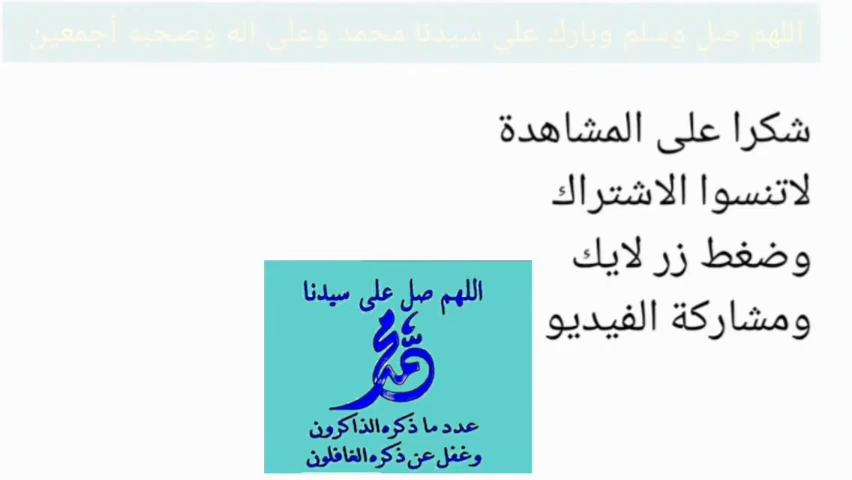 اللهم صل وسلم وبارك على سيدنا محمد وعلى آله وصحبه أجمعين
شكرا على المشاهدة
لاتنسوا الاشتراك
وضغط زر لايك
ومشاركة الفيديو
اللهم صل على سيدنا
محمد
عدد ما ذكره الذاكرون
وغفل عن ذكره الغافلون